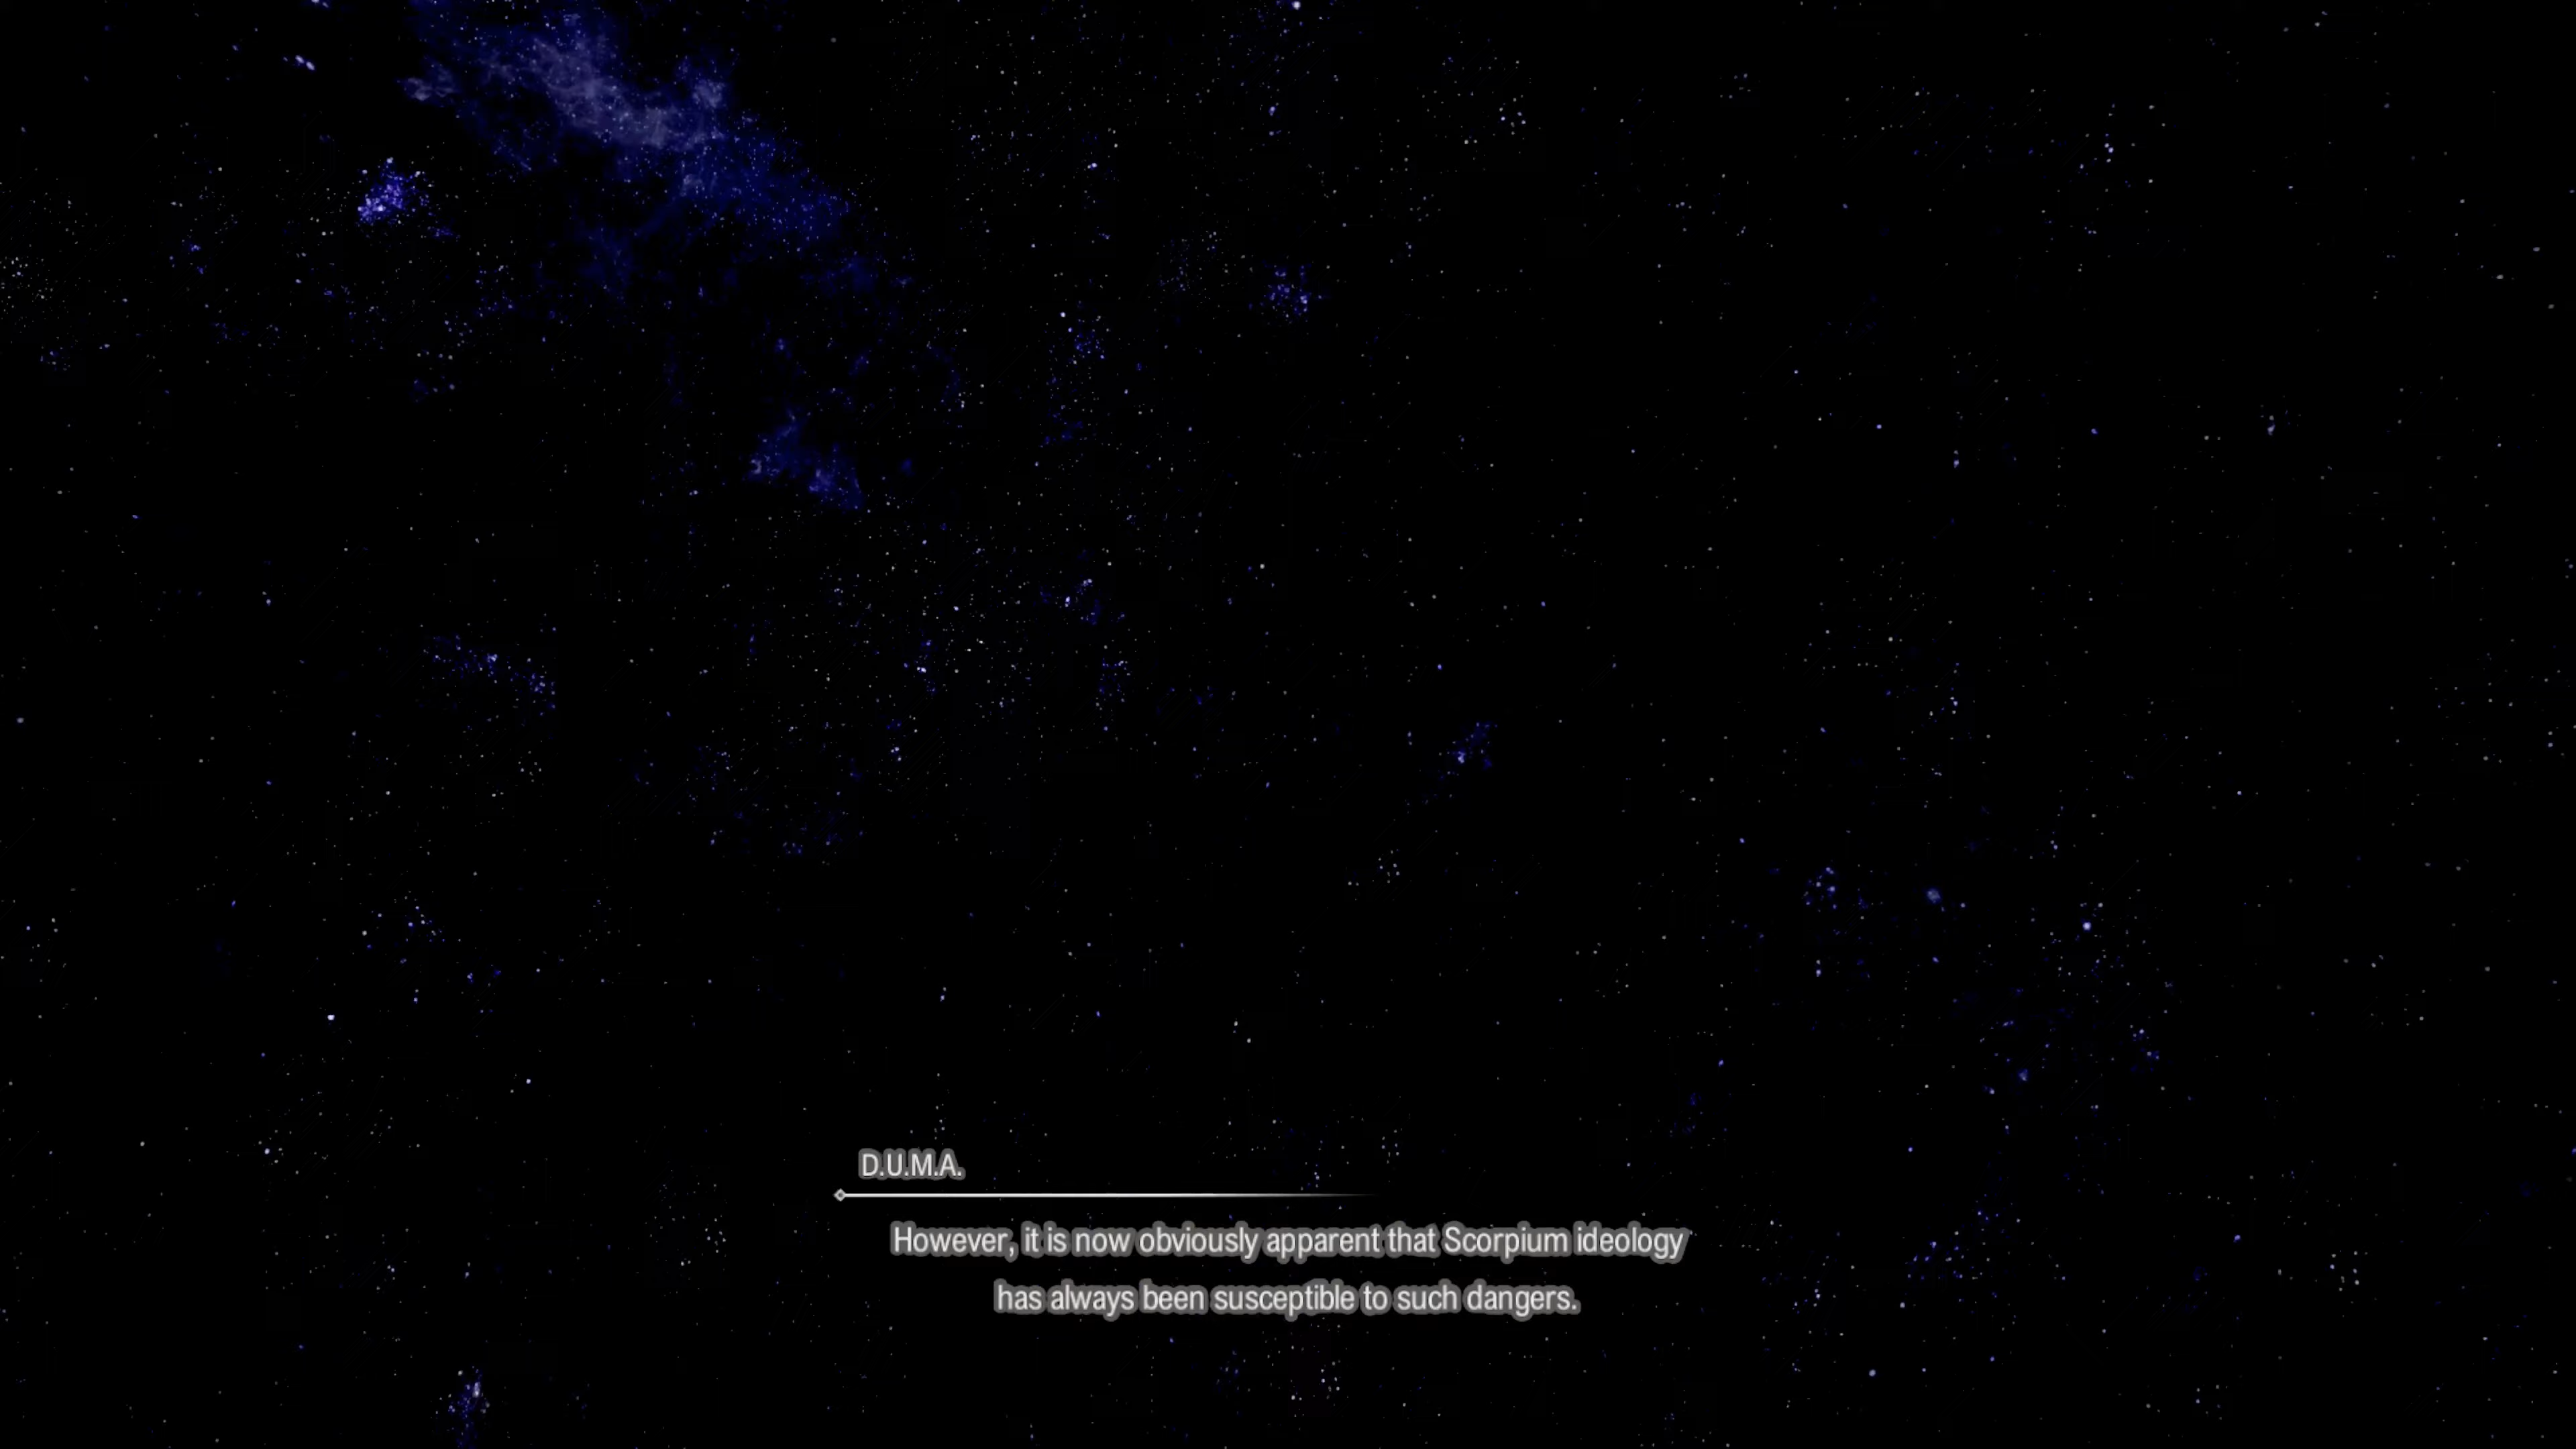 D.U.M.A.
However, it is now obviously apparent that Scorpium ideology
has always been susceptible to such dangers.